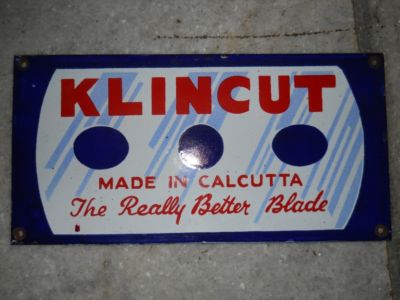 KLINCUT
MADE IN CALCUTTA
The Really Better Blade